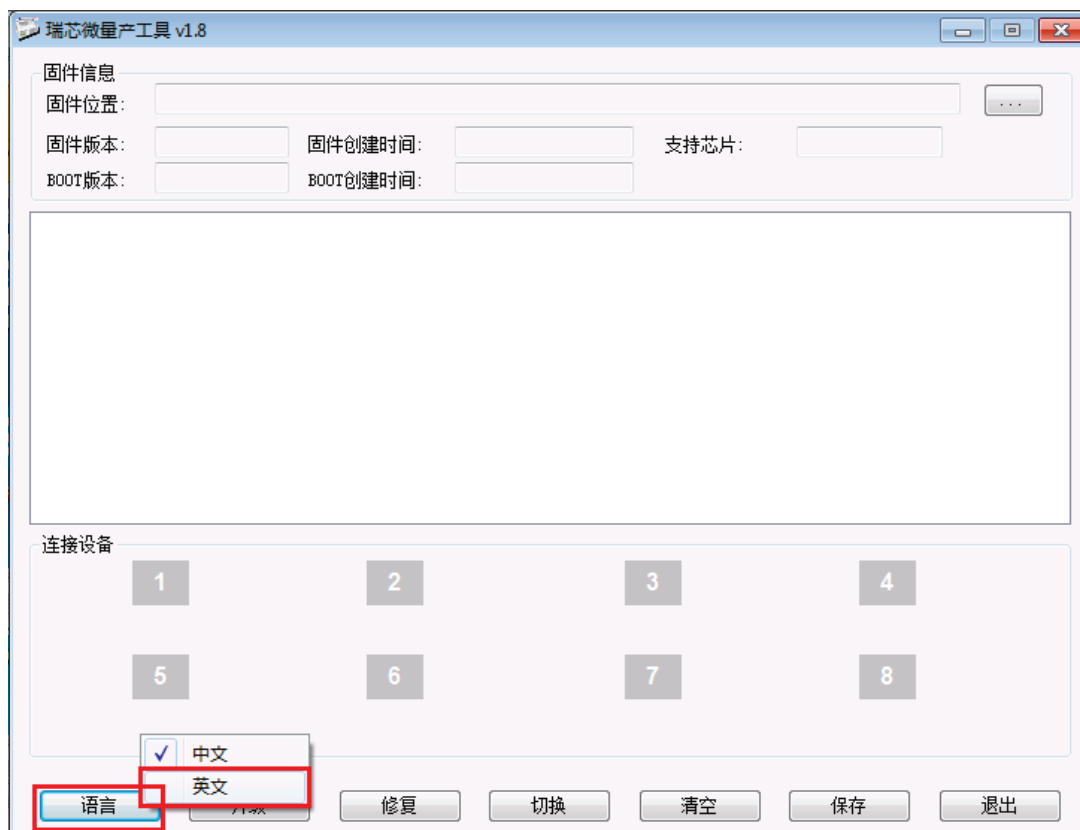 瑞芯微量产工具 v1.8
固件信息
固件位置:
...
固件版本: 固件创建时间: 支持芯片:
BOOT版本: BOOT创建时间:
连接设备
1 2 3 4
5 6 7 8
中文
英文
语言 修复 切换 清空 保存 退出